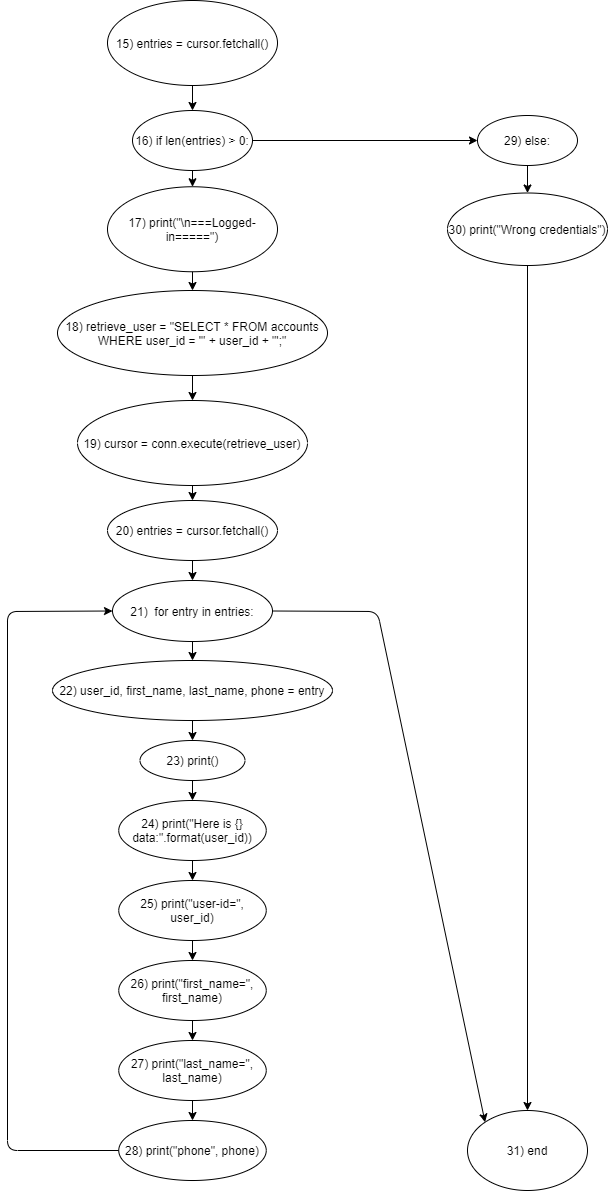 15) entries = cursor.fetchall()
16) if len(entries) > 0:
29) else:
17) print("\n===Logged-
in=====")
30) print("Wrong credentials")
18) retrieve_user = "SELECT * FROM accounts
WHERE user_id = '" + user_id + "';"
19) cursor = conn.execute(retrieve_user)
20) entries = cursor.fetchall()
21)  for entry in entries:
22) user_id, first_name, last_name, phone = entry
23) print()
24) print("Here is {}
data:".format(user_id))
25) print("user-id=",
user_id)
26) print("first_name=",
first_name)
27) print("last_name=",
last_name)
28) print("phone", phone)
31) end